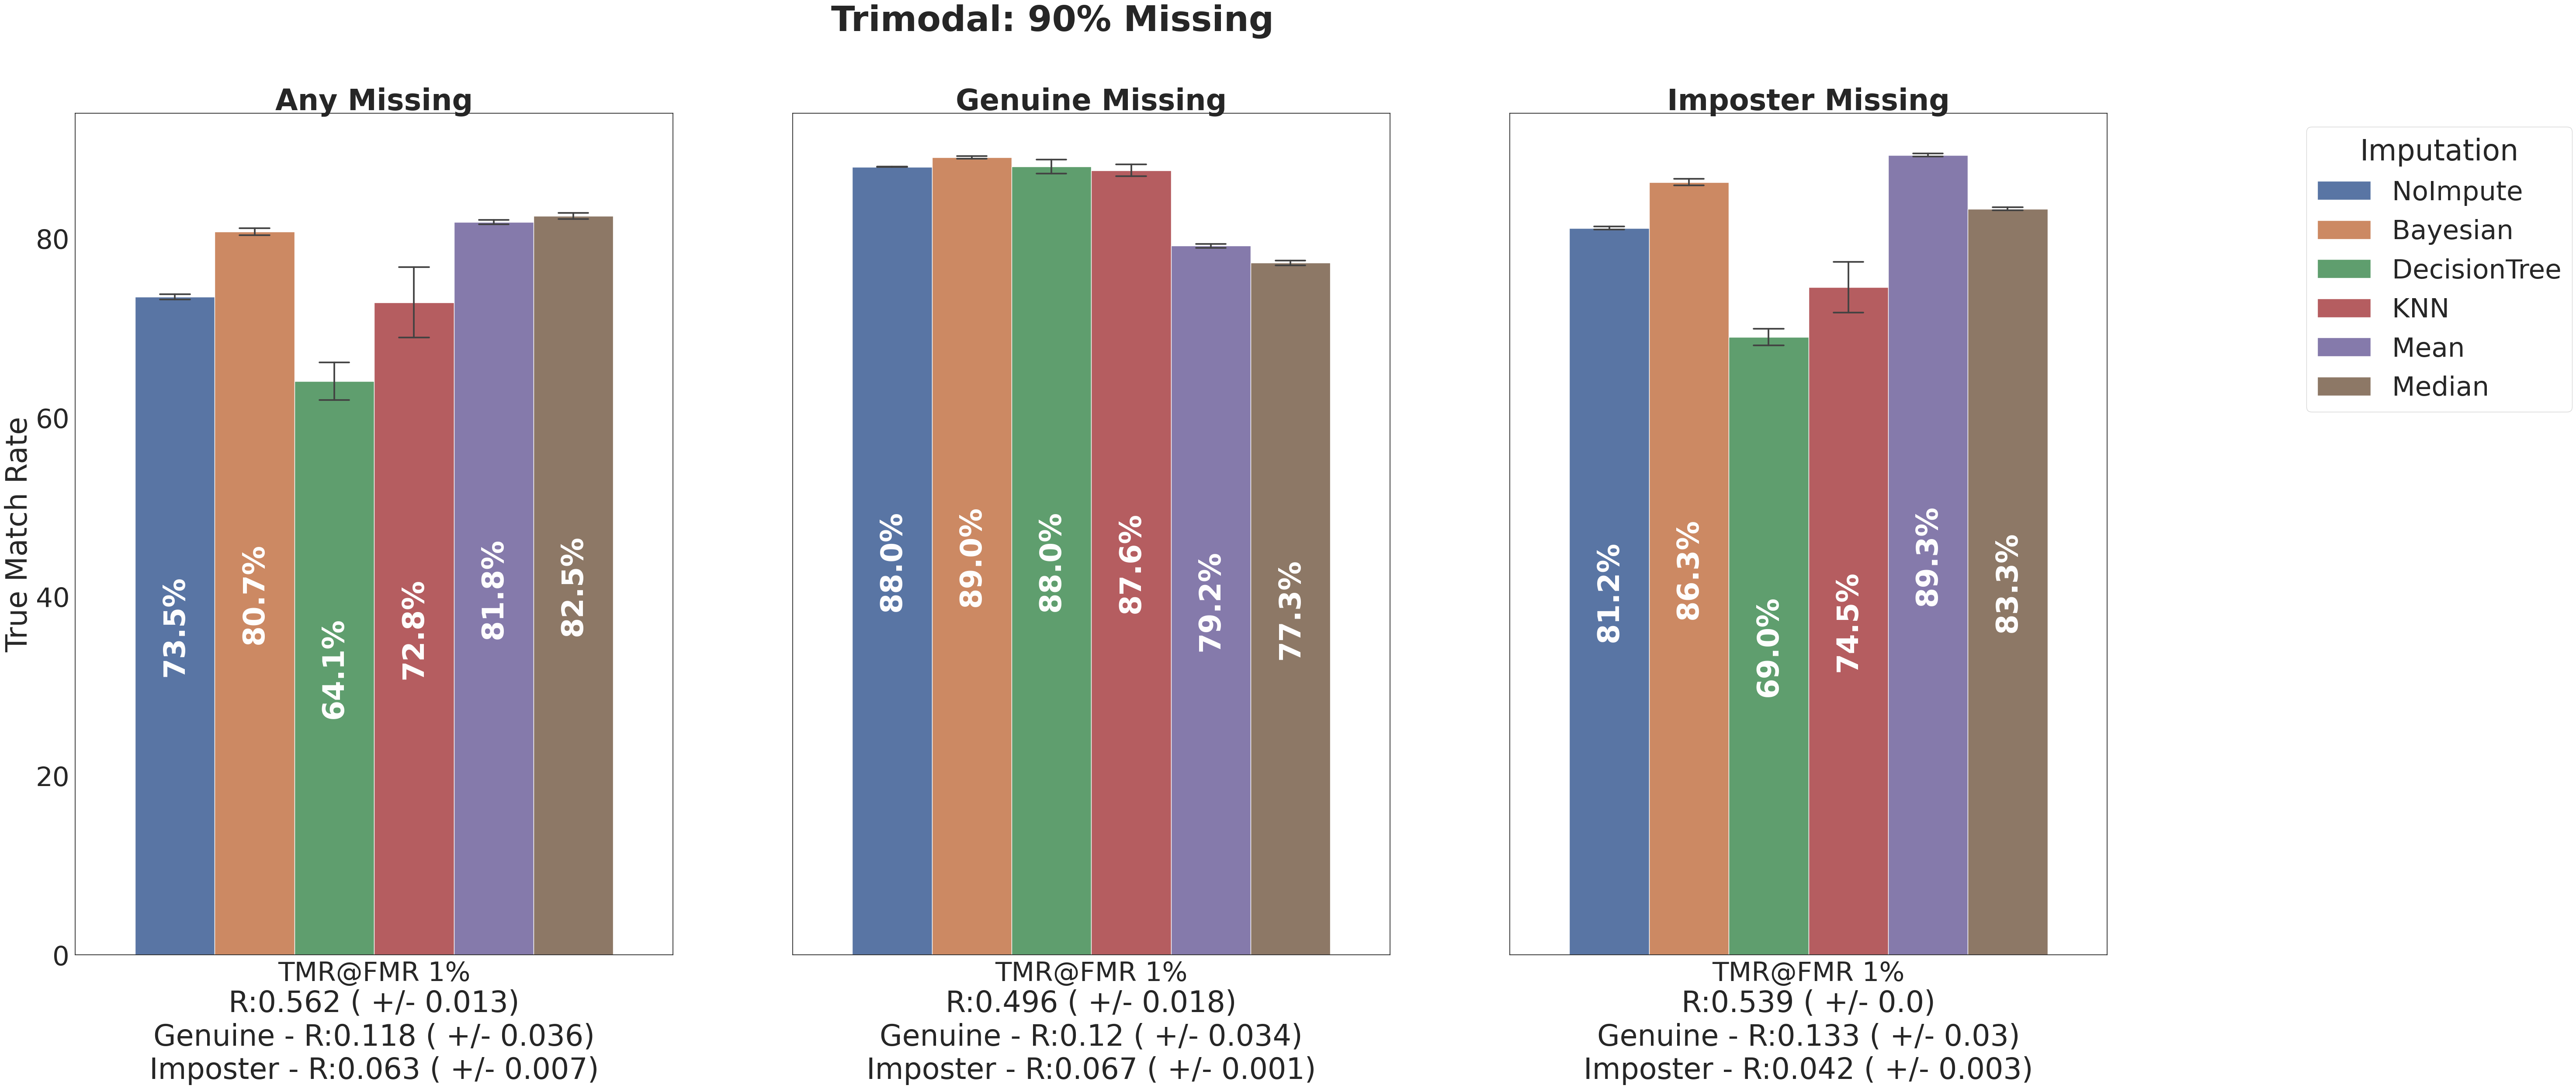 Trimodal: 90% Missing
Any Missing
Genuine Missing
Imposter Missing
True Match Rate
80
60
40
20
0
73.5%
80.7%
64.1%
72.8%
81.8%
82.5%
88.0%
89.0%
88.0%
87.6%
79.2%
77.3%
81.2%
86.3%
69.0%
74.5%
89.3%
83.3%
Imputation
NoImpute
Bayesian
DecisionTree
KNN
Mean
Median
TMR@FMR 1%
R:0.562 ( +/- 0.013)
Genuine - R:0.118 ( +/- 0.036)
Imposter - R:0.063 ( +/- 0.007)
TMR@FMR 1%
R:0.496 ( +/- 0.018)
Genuine - R:0.12 ( +/- 0.034)
Imposter - R:0.067 ( +/- 0.001)
TMR@FMR 1%
R:0.539 ( +/- 0.0)
Genuine - R:0.133 ( +/- 0.03)
Imposter - R:0.042 ( +/- 0.003)